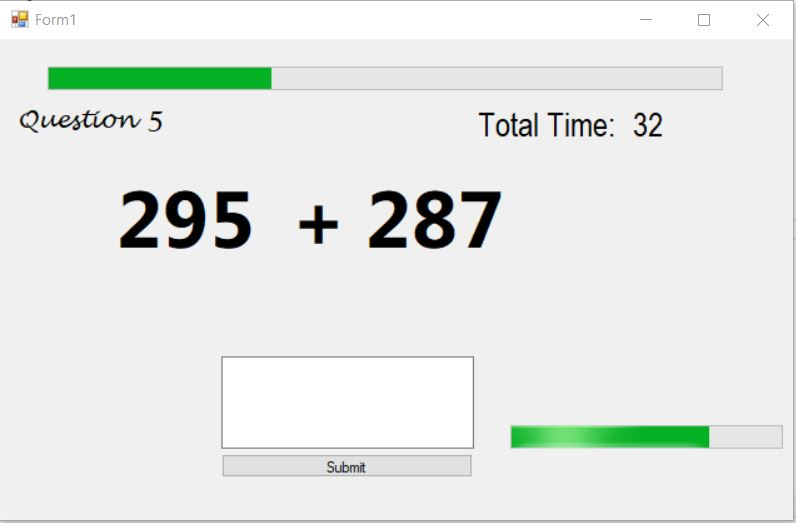 Form1
Question 5
Total Time: 32
295 + 287
Submit